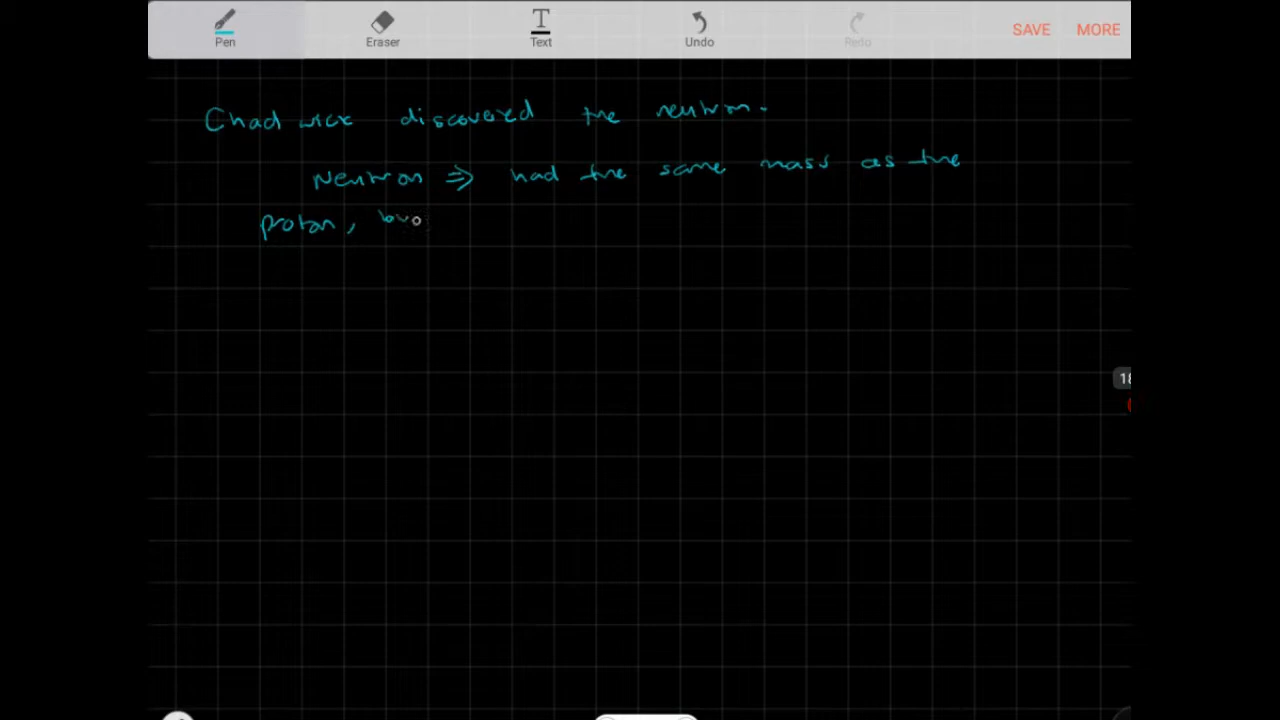 Pen Eraser Text Undo Redo SAVE MORE
Chadwick discovered the neutron.
Neutron ⇒ had the same mass as the
proton,
18